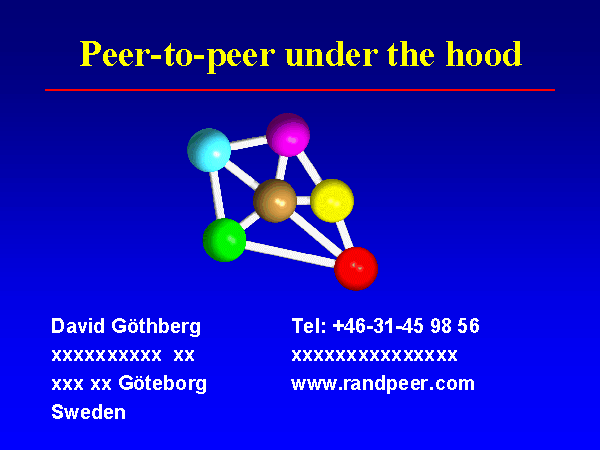 Peer-to-peer under the hood
David Göthberg
xxxxxxxxxx xx
xxx xx Göteborg
Sweden
Tel: +46-31-45 98 56
xxxxxxxxxxxxxxx
www.randpeer.com